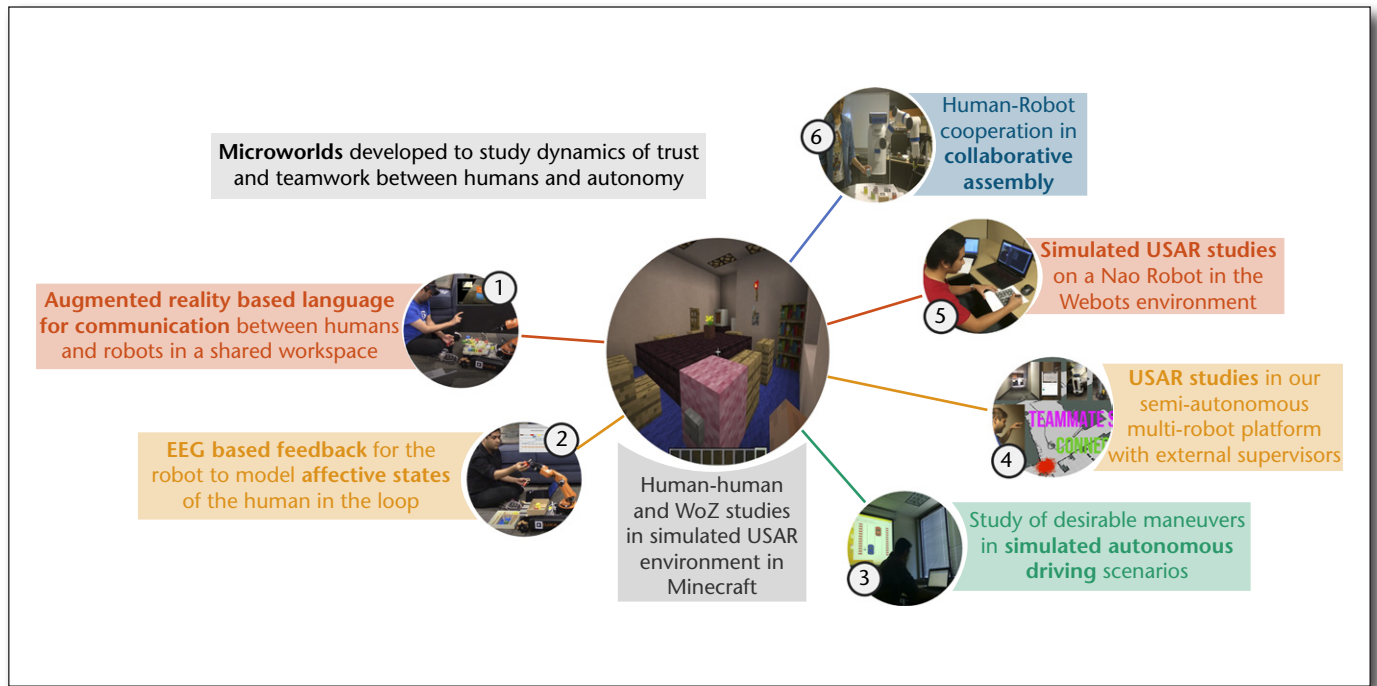 Microworlds developed to study dynamics of trust
and teamwork between humans and autonomy
1
Augmented reality based language
for communication between humans
and robots in a shared workspace
2
EEG based feedback for the
robot to model affective states
of the human in the loop
Human-human
and WoZ studies
in simulated USAR
environment in
Minecraft
6
Human-Robot
cooperation in
collaborative
assembly
5
Simulated USAR studies
on a Nao Robot in the
Webots environment
4
TEAMMATE S
CONNE
USAR studies in our
semi-autonomous
multi-robot platform
with external supervisors
3
Study of desirable maneuvers
in simulated autonomous
driving scenarios